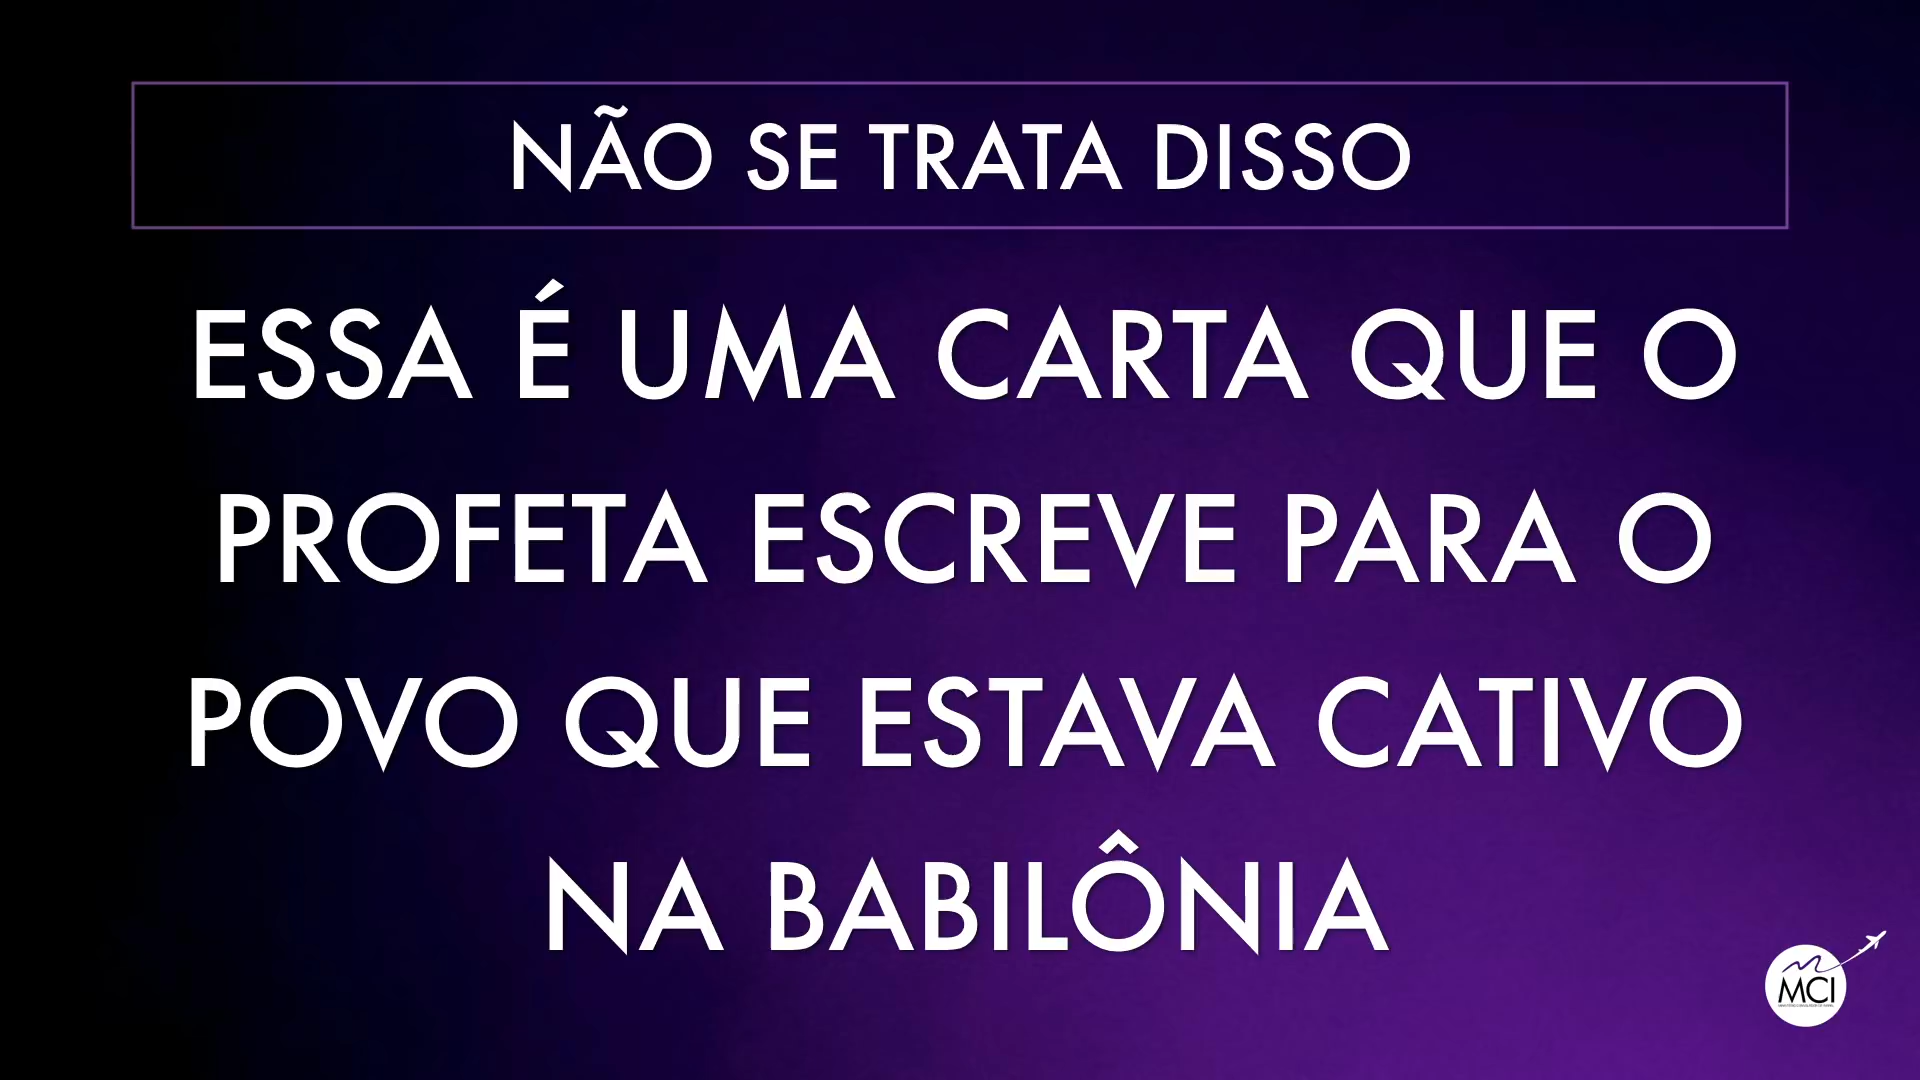 NÃO SE TRATA DISSO
ESSA É UMA CARTA QUE O
PROFETA ESCREVE PARA O
POVO QUE ESTAVA CATIVO
NA BABILÔNIA
MCI